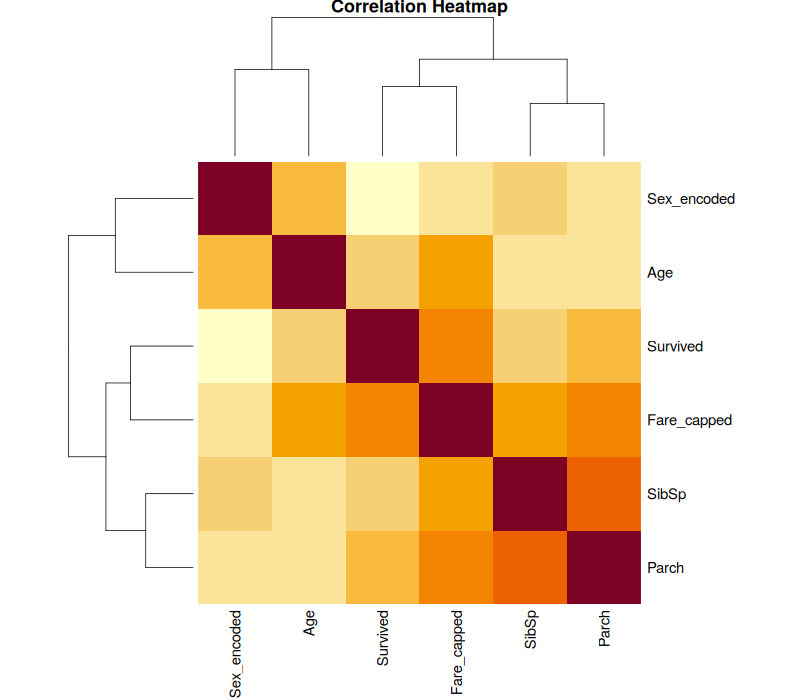 Correlation Heatmap
Sex_encoded
Age
Survived
Fare_capped
SibSp
Parch
Sex_encoded
Age
Survived
Fare_capped
SibSp
Parch